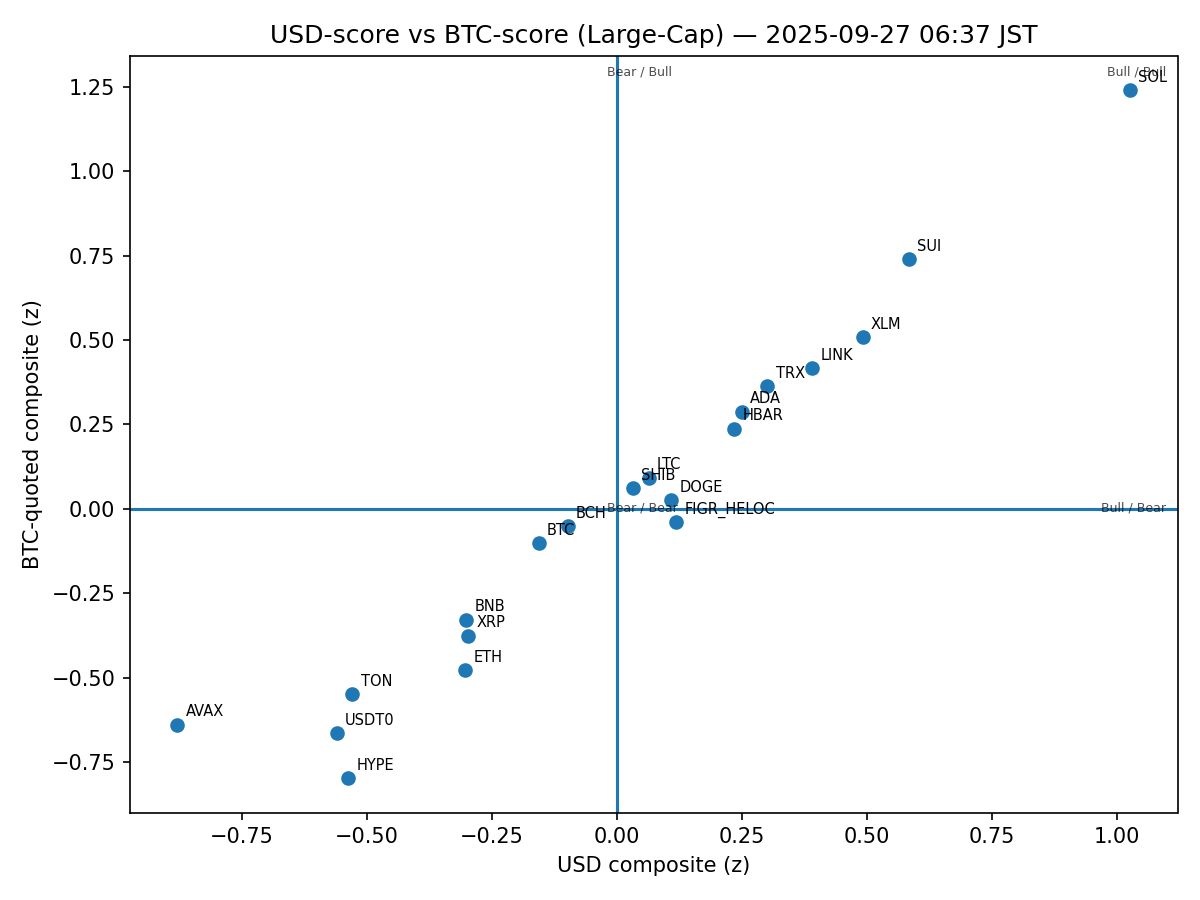 USD-score vs BTC-score (Large-Cap) — 2025-09-27 06:37 JST
Bear / Bull
Bull / Bull
SOL
SUI
XLM
LINK
TRX
ADA
HBAR
LTC
SHIB
DOGE
FIGR_HELOC
BCH
Bear / Bear
Bull / Bear
BTC
BNB
XRP
ETH
TON
AVAX
USDT0
HYPE
1.25
1.00
0.75
0.50
0.25
0.00
−0.25
−0.50
−0.75
BTC-quoted composite (z)
−0.75
−0.50
−0.25
0.00
0.25
0.50
0.75
1.00
USD composite (z)